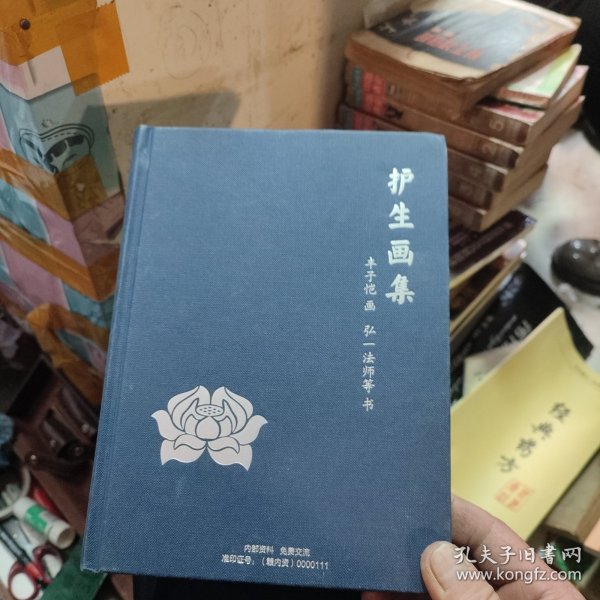 护生画集
丰子恺 画 弘一法师等 书
内部资料 免费交流
准印证号:(赣内资)0000111
经典旁方
孔夫子旧书网
www.kongfz.com